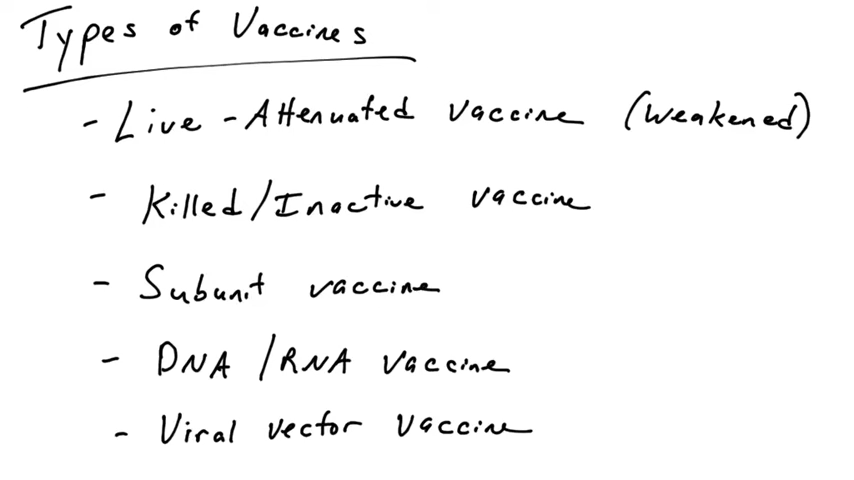 Types of Vaccines
- Live-Attenuated vaccine (Weakened)
- Killed/Inactive vaccine
- Subunit vaccine
- DNA/RNA vaccine
- Viral vector vaccine